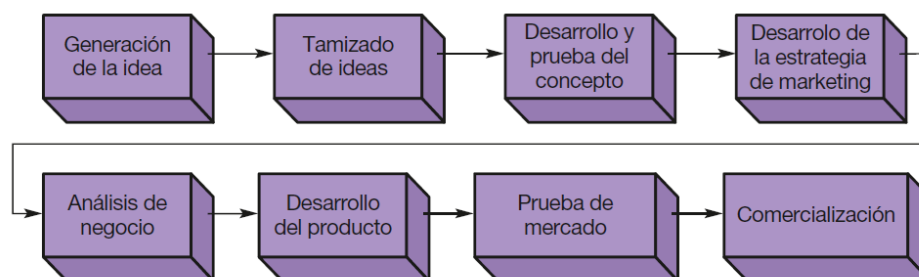 Generación
de la idea
Tamizado
de ideas
Desarrollo y
prueba del
concepto
Desarrolo de
la estrategia
de marketing
Análisis de
negocio
Desarrollo
del producto
Prueba de
mercado
Comercialización